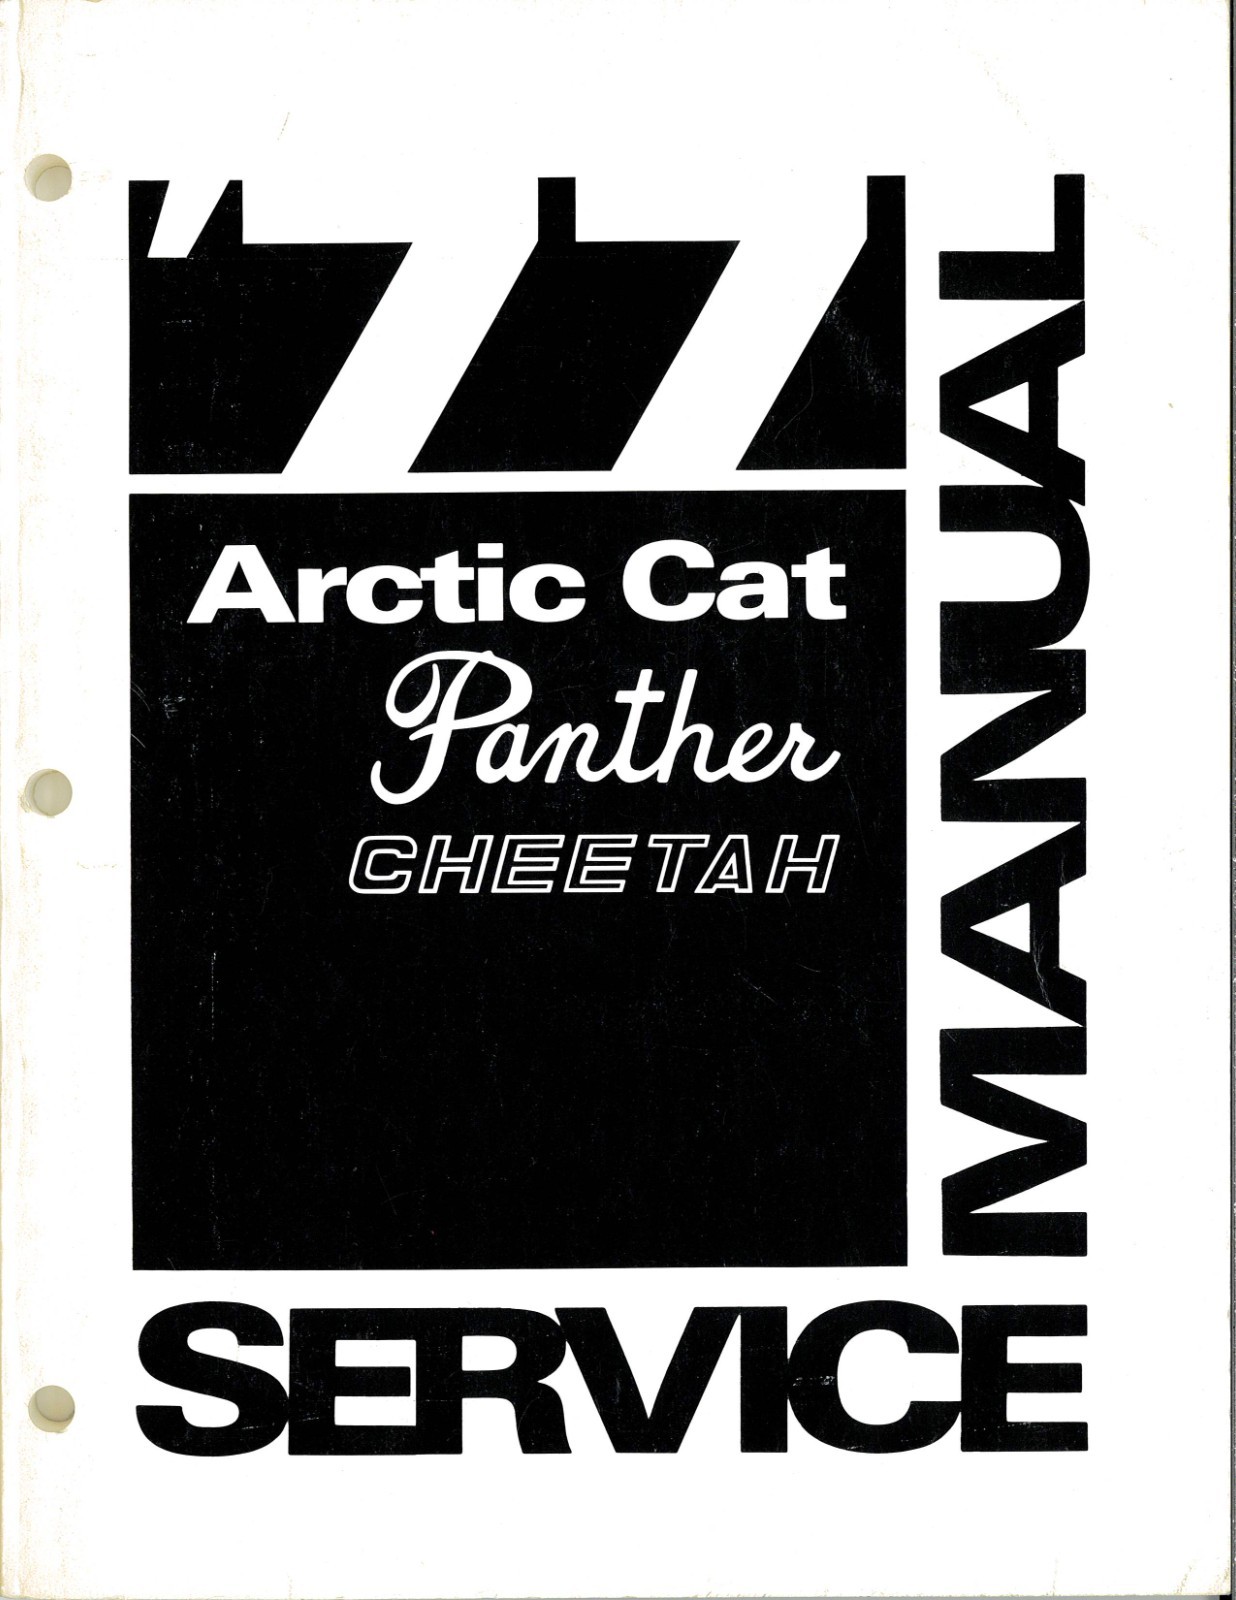 '77
Arctic Cat
Panther
CHEETAH
SERVICE
MANUAL